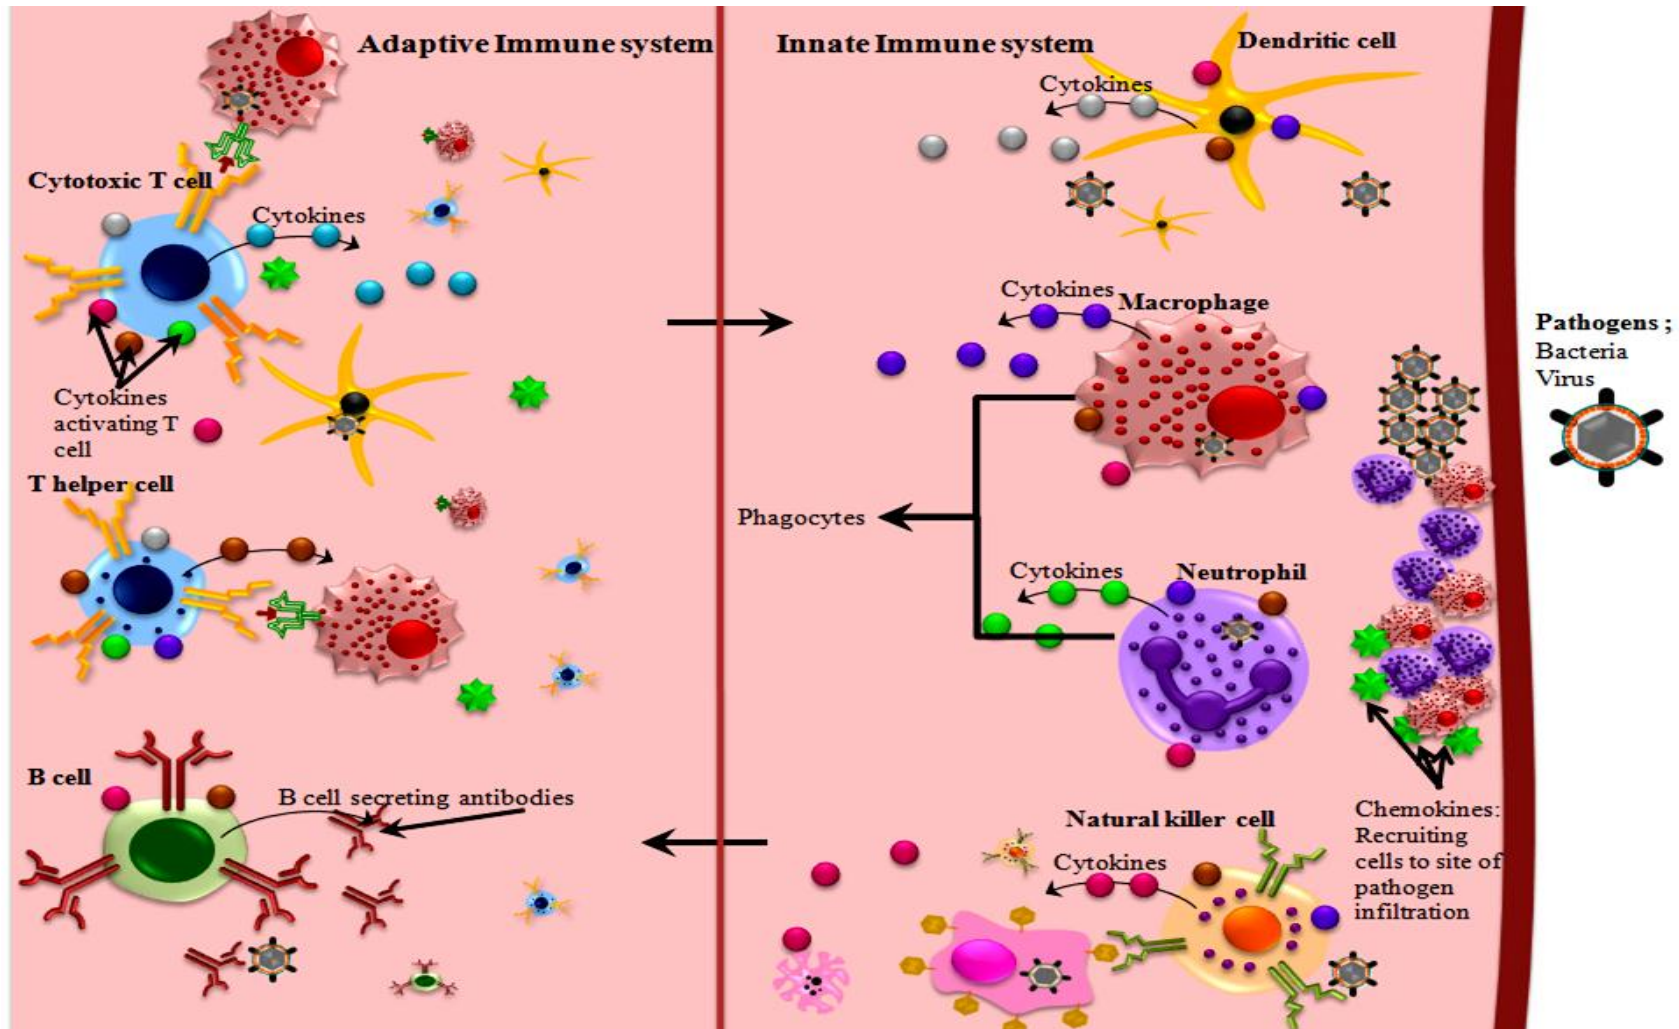 Adaptive Immune system
Cytotoxic T cell
Cytokines
Cytokines
activating T
cell
T helper cell
B cell
B cell secreting antibodies
Innate Immune system
Dendritic cell
Cytokines
Cytokines
Macrophage
Phagocytes
Cytokines
Neutrophil
Natural killer cell
Cytokines
Chemokines:
Recruiting
cells to site of
pathogen
infiltration
Pathogens ;
Bacteria
Virus